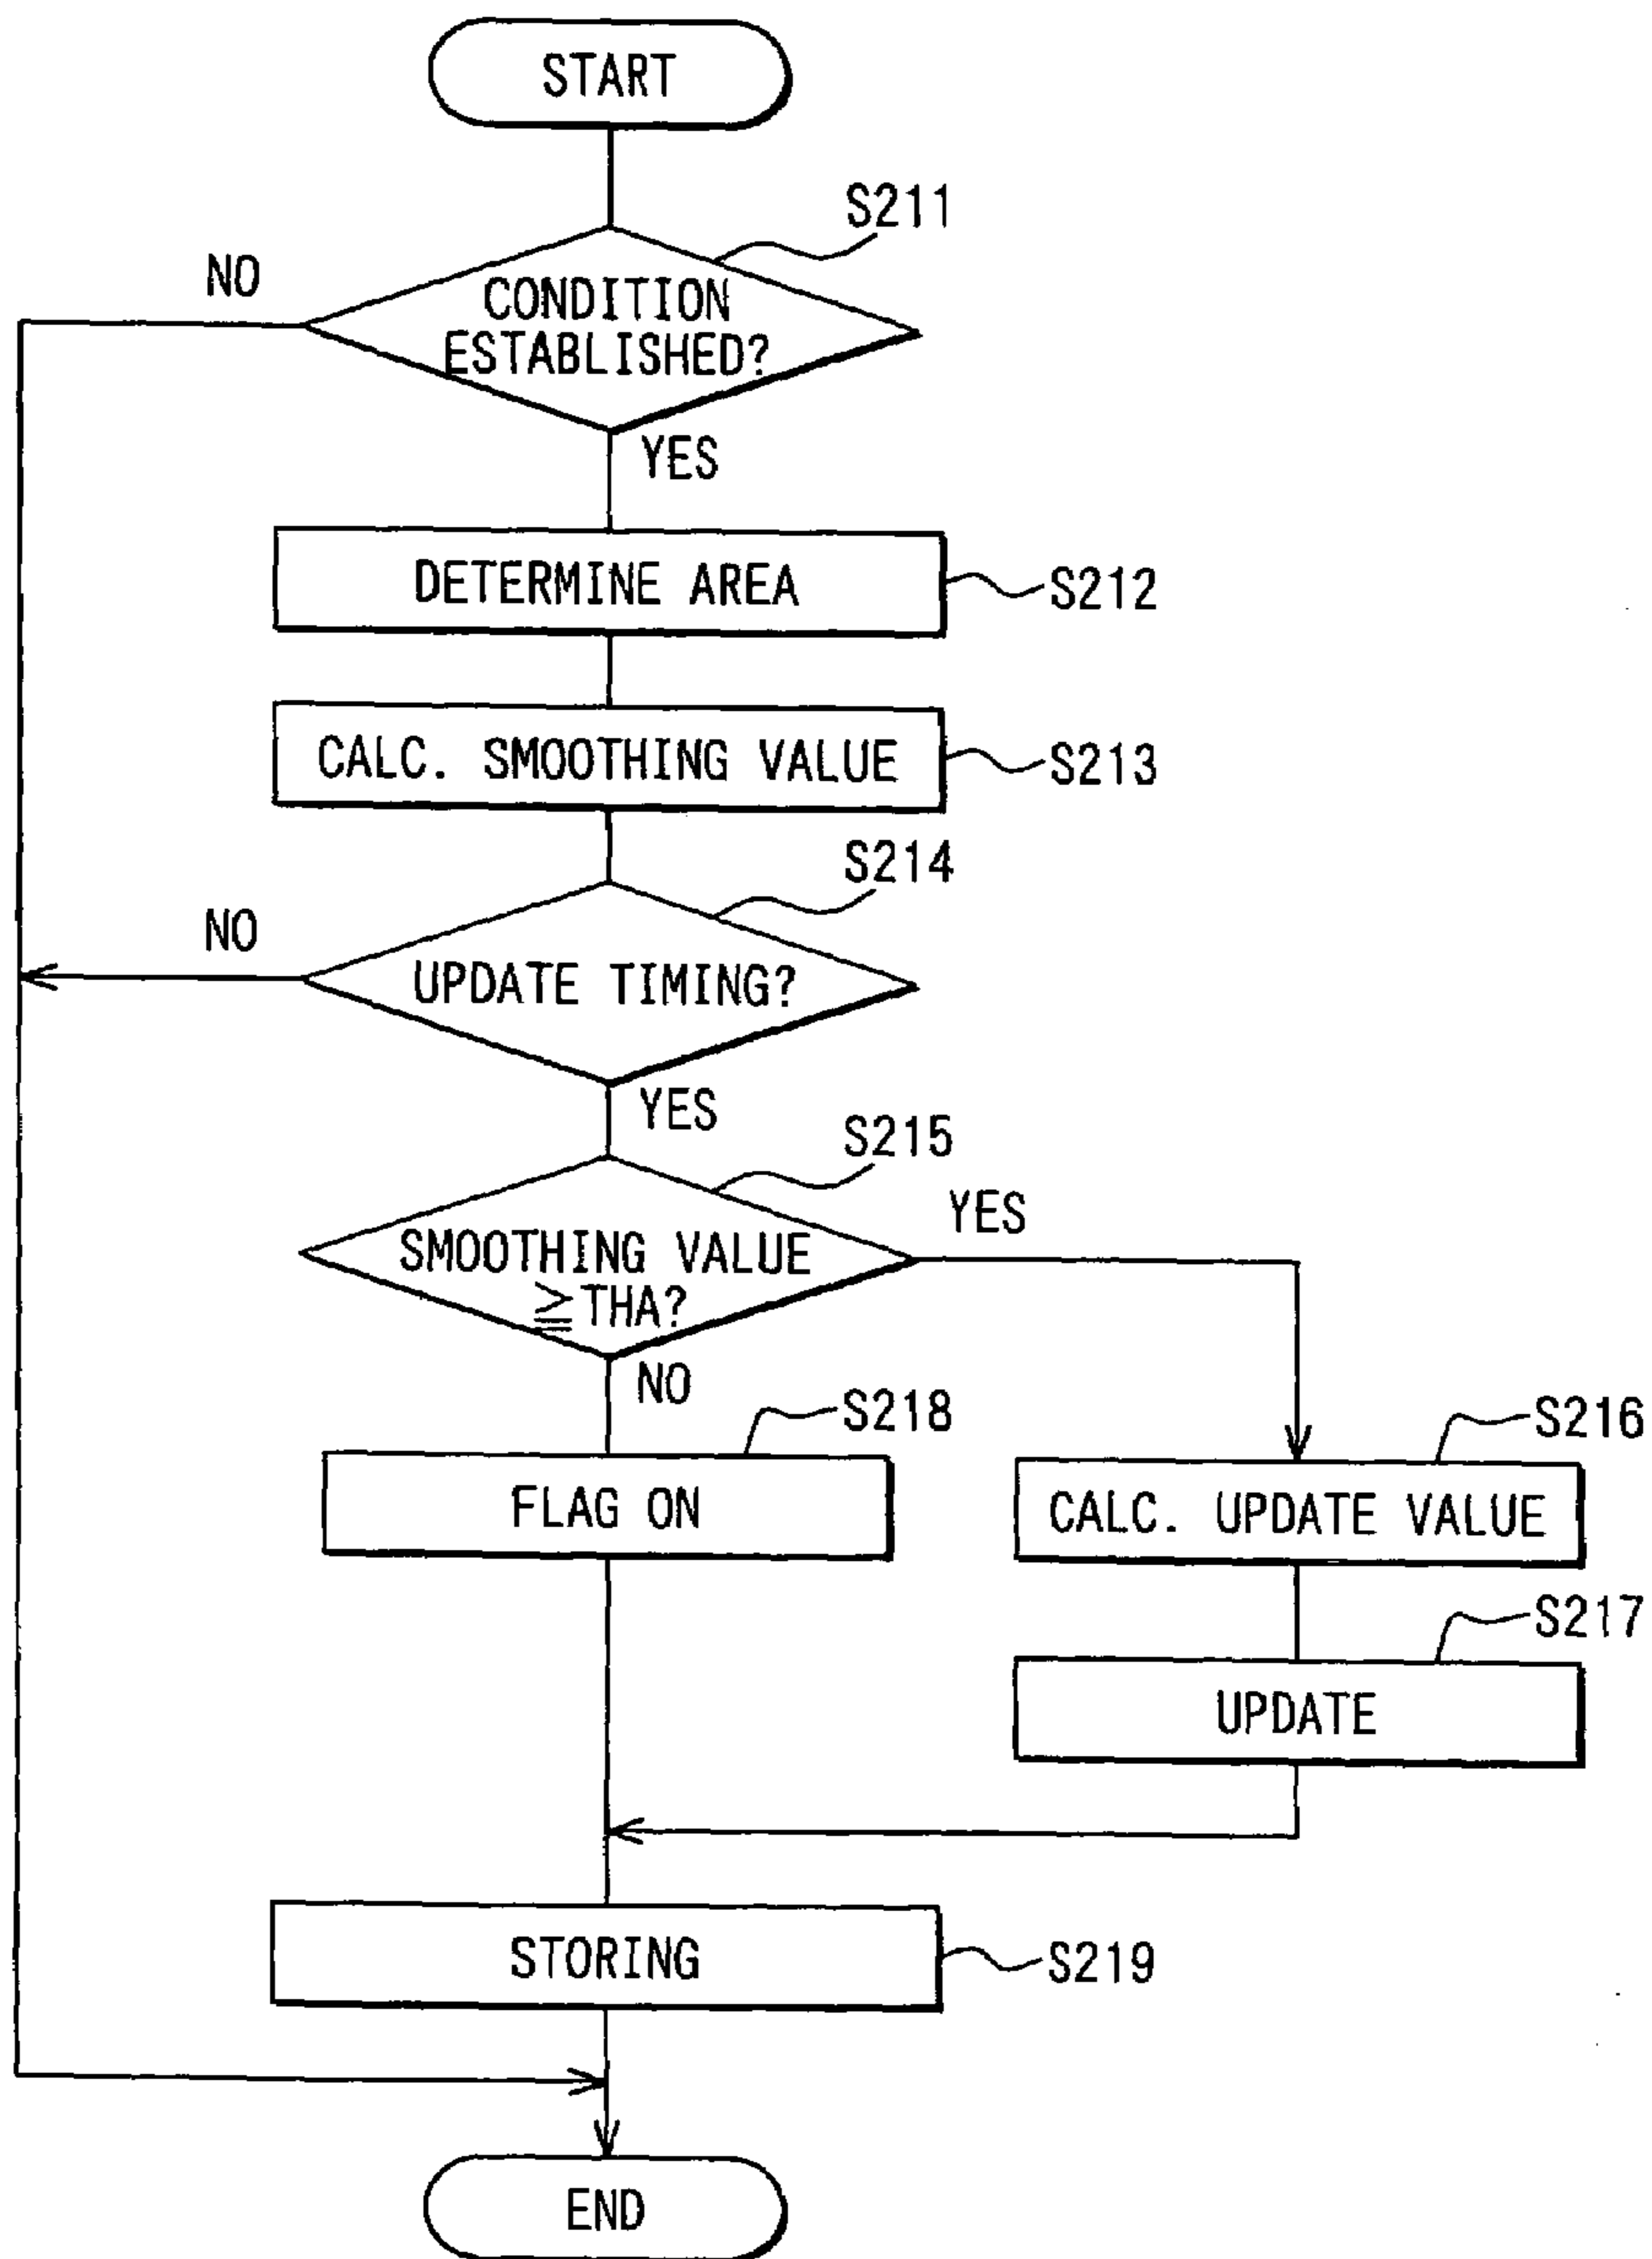 START
S211
NO
CONDITION
ESTABLISHED?
YES
DETERMINE AREA
S212
CALC. SMOOTHING VALUE
S213
S214
NO
UPDATE TIMING?
YES
S215
YES
SMOOTHING VALUE
≧THA?
NO
S218
S216
FLAG ON
CALC. UPDATE VALUE
S217
UPDATE
STORING
S219
END